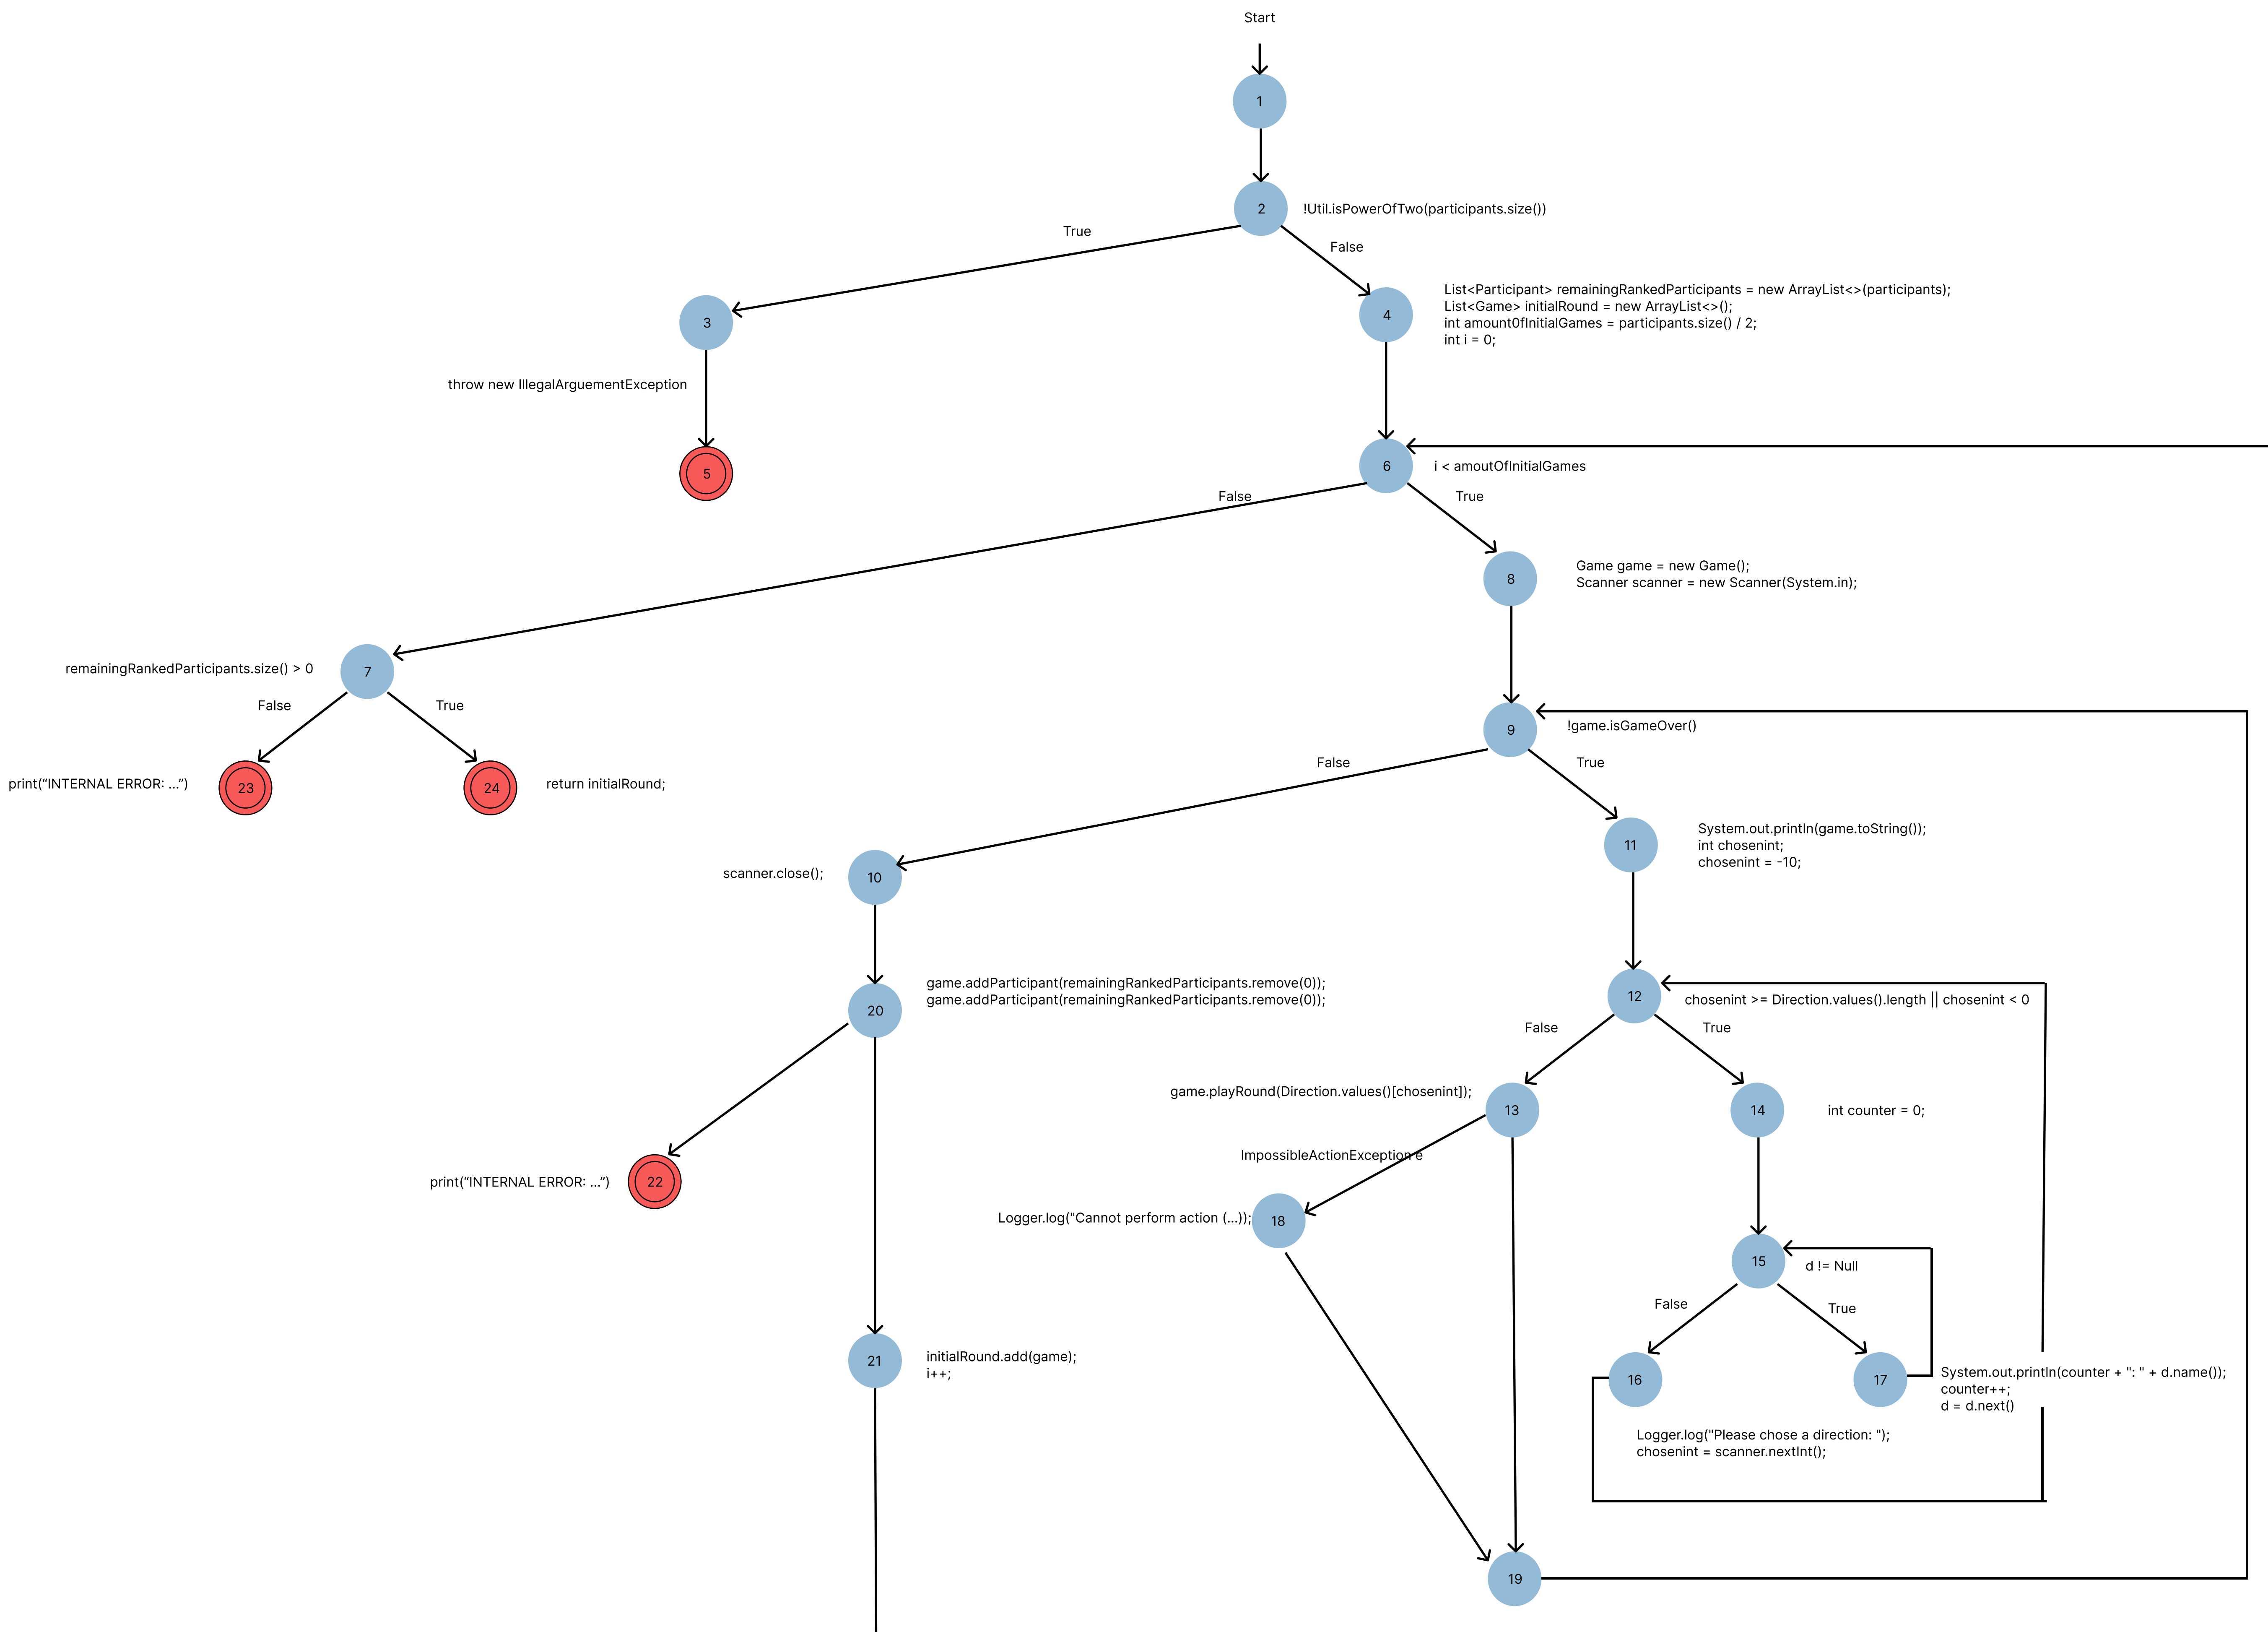 Start
1
2
!Util.isPowerOfTwo(participants.size())
True
False
3
4
List<Participant> remainingRankedParticipants = new ArrayList<>(participants);
List<Game> initialRound = new ArrayList<>();
int amount0fInitialGames = participants.size() / 2;
int i = 0;
throw new IllegalArguementException
5
6
i < amoutOfInitialGames
False
True
8
Game game = new Game();
Scanner scanner = new Scanner(System.in);
remainingRankedParticipants.size() > 0
7
False
True
print(“INTERNAL ERROR: ...”)
23
24
return initialRound;
9
!game.isGameOver()
False
True
11
System.out.println(game.toString());
int chosenint;
chosenint = -10;
scanner.close();
10
20
game.addParticipant(remainingRankedParticipants.remove(0));
game.addParticipant(remainingRankedParticipants.remove(0));
12
chosenint >= Direction.values().length || chosenint < 0
False
True
game.playRound(Direction.values()[chosenint]);
13
14
int counter = 0;
ImpossibleActionException e
print(“INTERNAL ERROR: ...”)
22
Logger.log("Cannot perform action (...));
18
15
d != Null
False
True
21
initialRound.add(game);
i++;
16
17
System.out.println(counter + ": " + d.name());
counter++;
d = d.next()
Logger.log("Please chose a direction: ");
chosenint = scanner.nextInt();
19